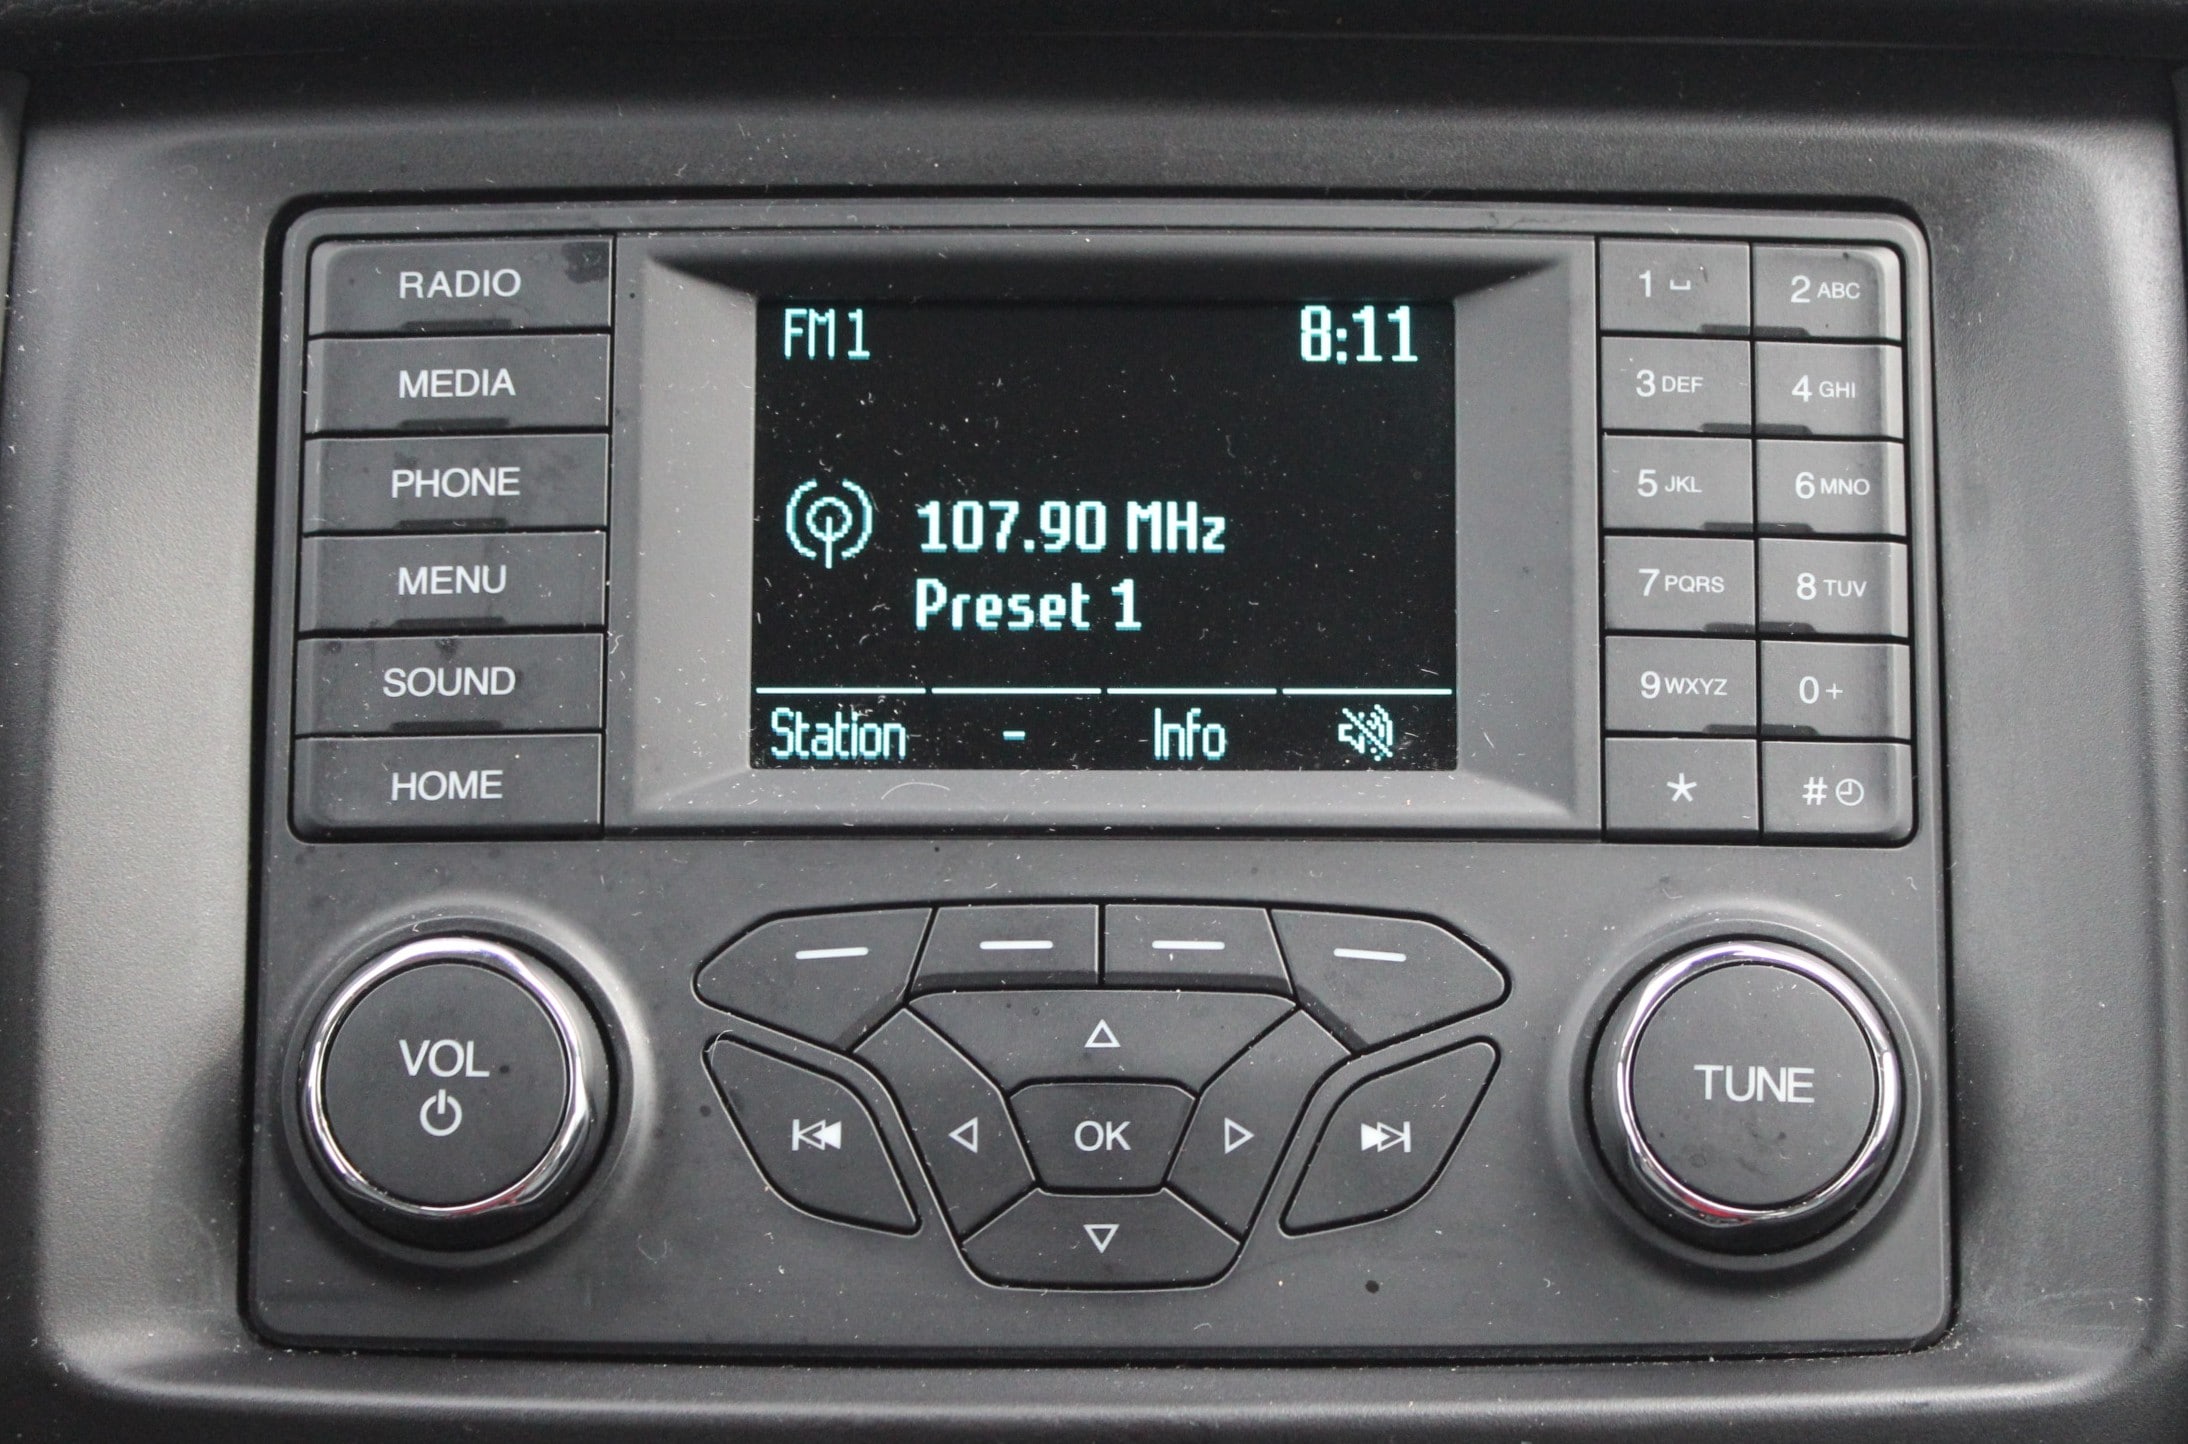 RADIO
MEDIA
PHONE
MENU
SOUND
HOME
FM1 8:11
107.90 MHz
Preset 1
Station - Info
1 ⎵ 2 ABC
3 DEF 4 GHI
5 JKL 6 MNO
7 PQRS 8 TUV
9 WXYZ 0 +
* #
VOL
OK
TUNE